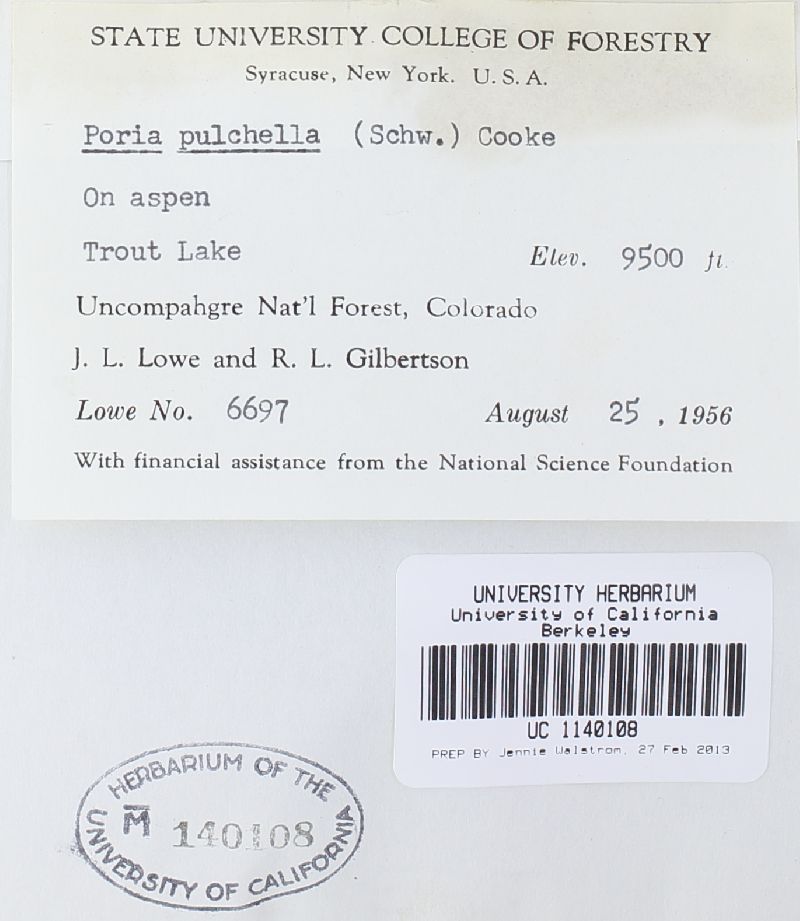 STATE UNIVERSITY COLLEGE OF FORESTRY
Syracuse, New York. U. S. A.
Poria pulchella (Schw.) Cooke
On aspen
Trout Lake Elev. 9500 ft.
Uncompahgre Nat'l Forest, Colorado
J. L. Lowe and R. L. Gilbertson
Lowe No. 6697 August 25, 1956
With financial assistance from the National Science Foundation
UNIVERSITY HERBARIUM
University of California
Berkeley
UC 1140108
PREP BY Jennie Walstrom, 27 Feb 2013
HERBARIUM OF THE
M 140108
UNIVERSITY OF CALIFORNIA